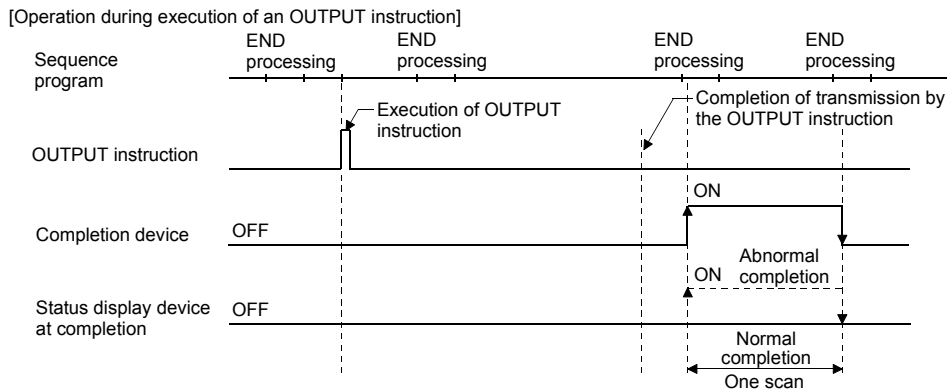 [Operation during execution of an OUTPUT instruction]
END
processing
END
processing
END
processing
END
processing
Sequence
program
Execution of OUTPUT
instruction
Completion of transmission by
the OUTPUT instruction
OUTPUT instruction
ON
Completion device
OFF
Abnormal
completion
ON
Status display device
at completion
OFF
Normal
completion
One scan